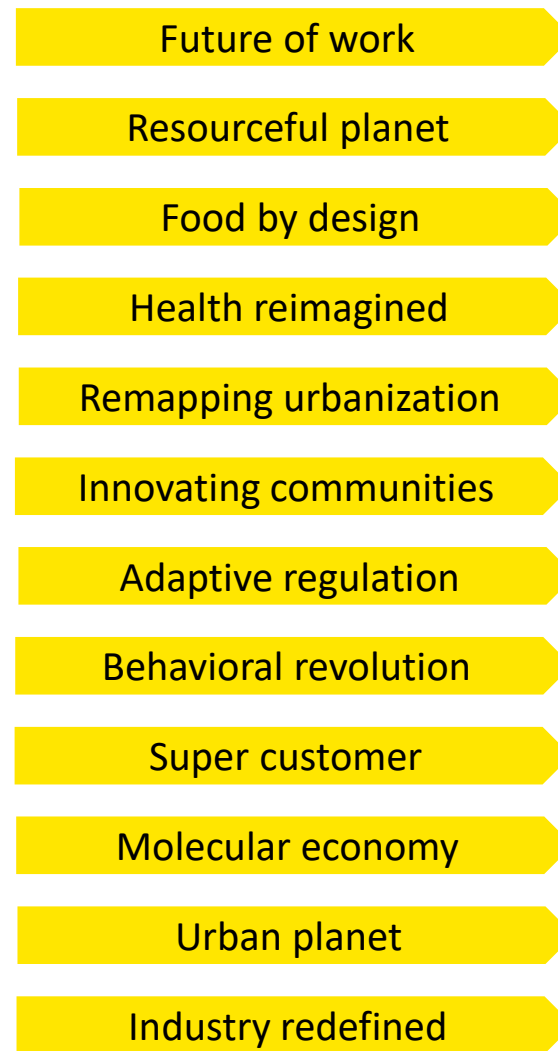 Future of work
Resourceful planet
Food by design
Health reimagined
Remapping urbanization
Innovating communities
Adaptive regulation
Behavioral revolution
Super customer
Molecular economy
Urban planet
Industry redefined